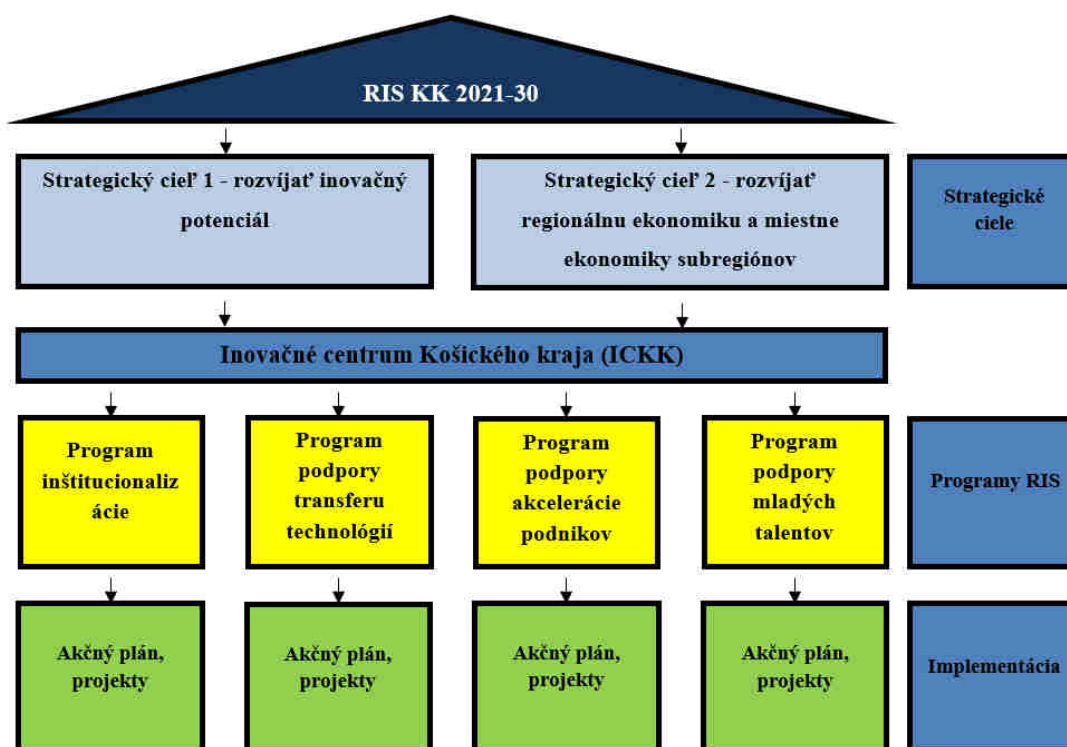 RIS KK 2021-30
Strategický cieľ 1 - rozvíjať inovačný
potenciál
Strategický cieľ 2 - rozvíjať
regionálnu ekonomiku a miestne
ekonomiky subregiónov
Strategické
ciele
Inovačné centrum Košického kraja (ICKK)
Program
inštitucionaliz
ácie
Program
podpory
transferu
technológií
Program
podpory
akcelerácie
podnikov
Program
podpory
mladých
talentov
Programy RIS
Akčný plán,
projekty
Akčný plán,
projekty
Akčný plán,
projekty
Akčný plán,
projekty
Implementácia